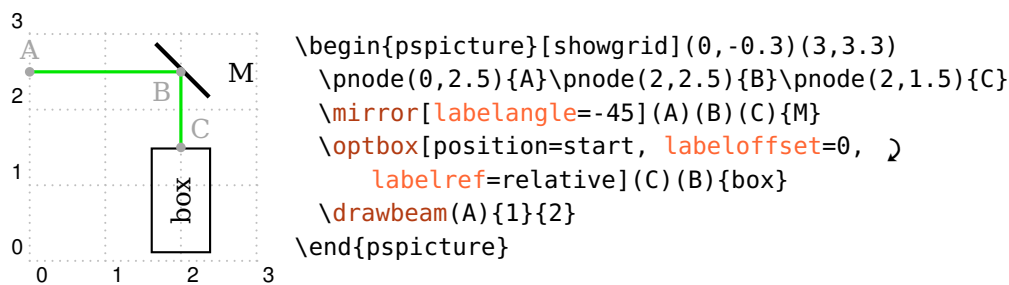 3
A
M
2
B
C
1
box
0
0 1 2 3
\begin{pspicture}[showgrid](0,-0.3)(3,3.3)
  \pnode(0,2.5){A}\pnode(2,2.5){B}\pnode(2,1.5){C}
  \mirror[labelangle=-45](A)(B)(C){M}
  \optbox[position=start, labeloffset=0,
      labelref=relative](C)(B){box}
  \drawbeam(A){1}{2}
\end{pspicture}